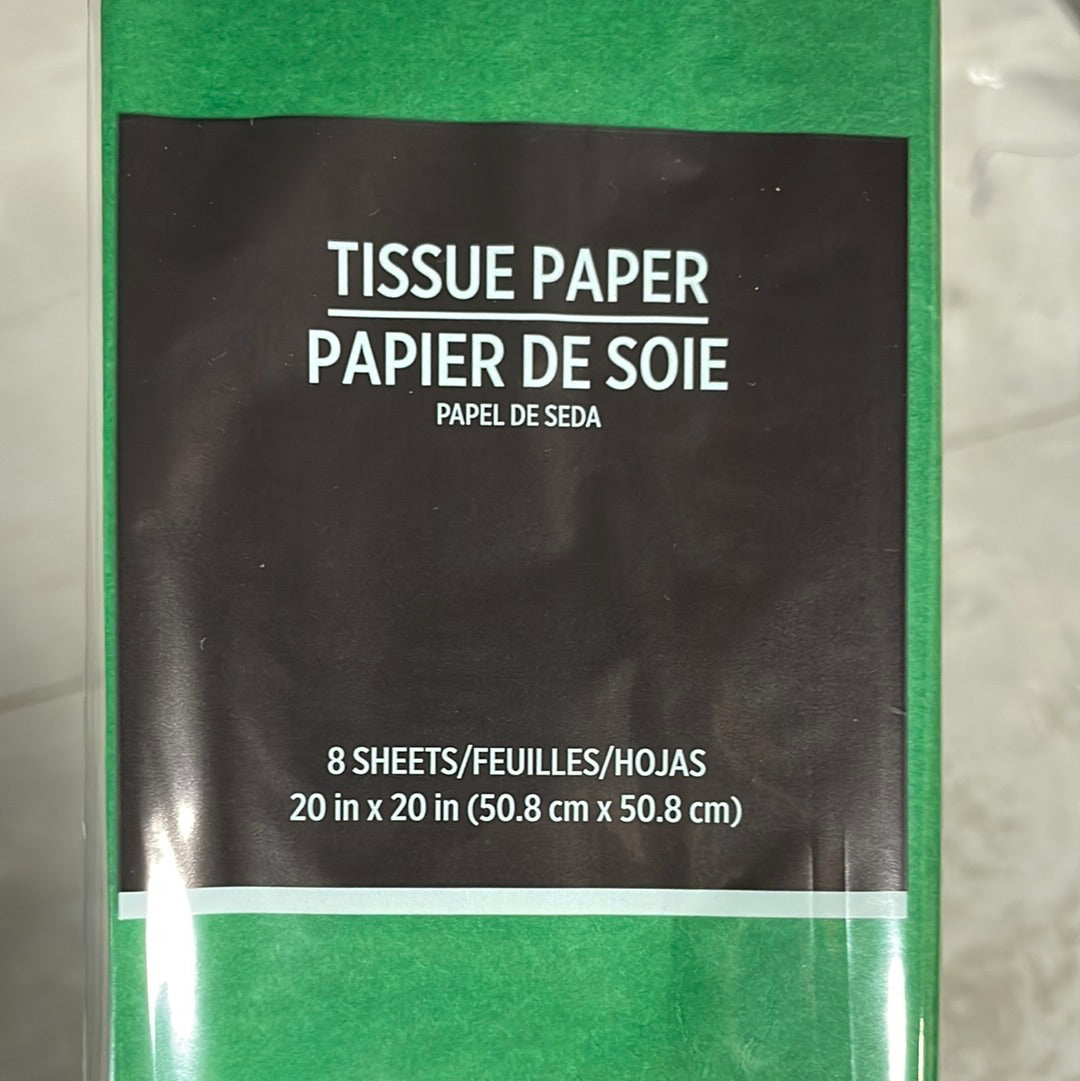 TISSUE PAPER
PAPIER DE SOIE
PAPEL DE SEDA
8 SHEETS/FEUILLES/HOJAS
20 in x 20 in (50.8 cm x 50.8 cm)